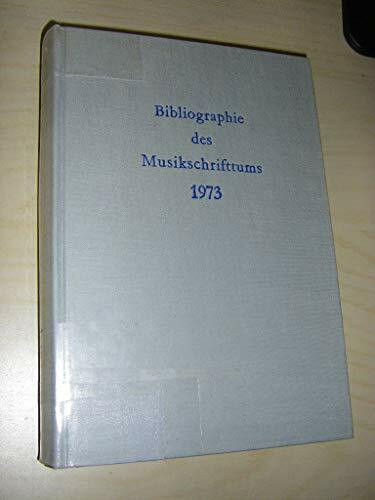 Bibliographie
des
Musikschrifttums
1973